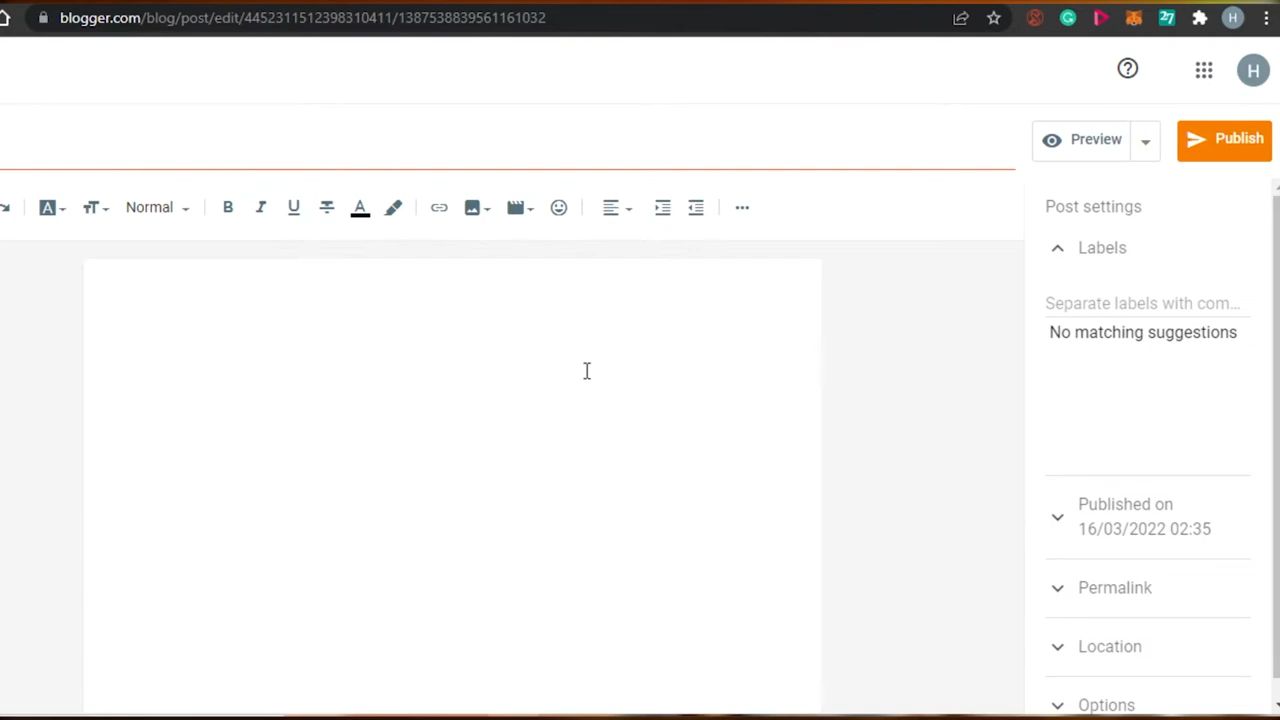 blogger.com/blog/post/edit/4452311512398310411/1387538839561161032
27
H
H
Preview
Publish
A
Normal
B
I
U
A
Post settings
Labels
Separate labels with com...
No matching suggestions
Published on
16/03/2022 02:35
Permalink
Location
Options